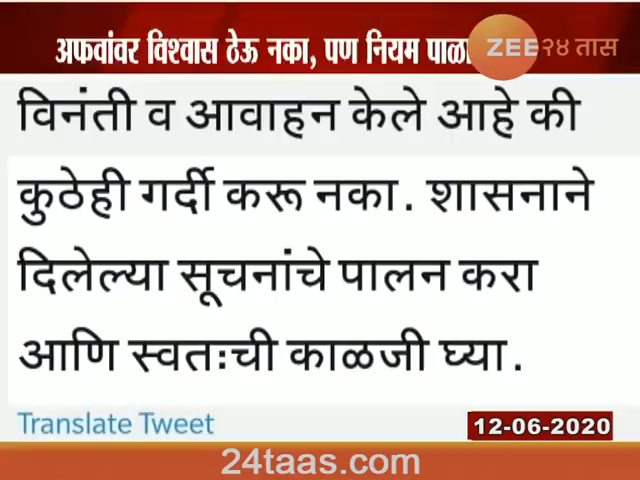 अफवांवर विश्वास ठेऊ नका, पण नियम पाळा
ZEE २४ तास
विनंती व आवाहन केले आहे की
कुठेही गर्दी करू नका. शासनाने
दिलेल्या सूचनांचे पालन करा
आणि स्वतःची काळजी घ्या.
Translate Tweet
12-06-2020
24taas.com